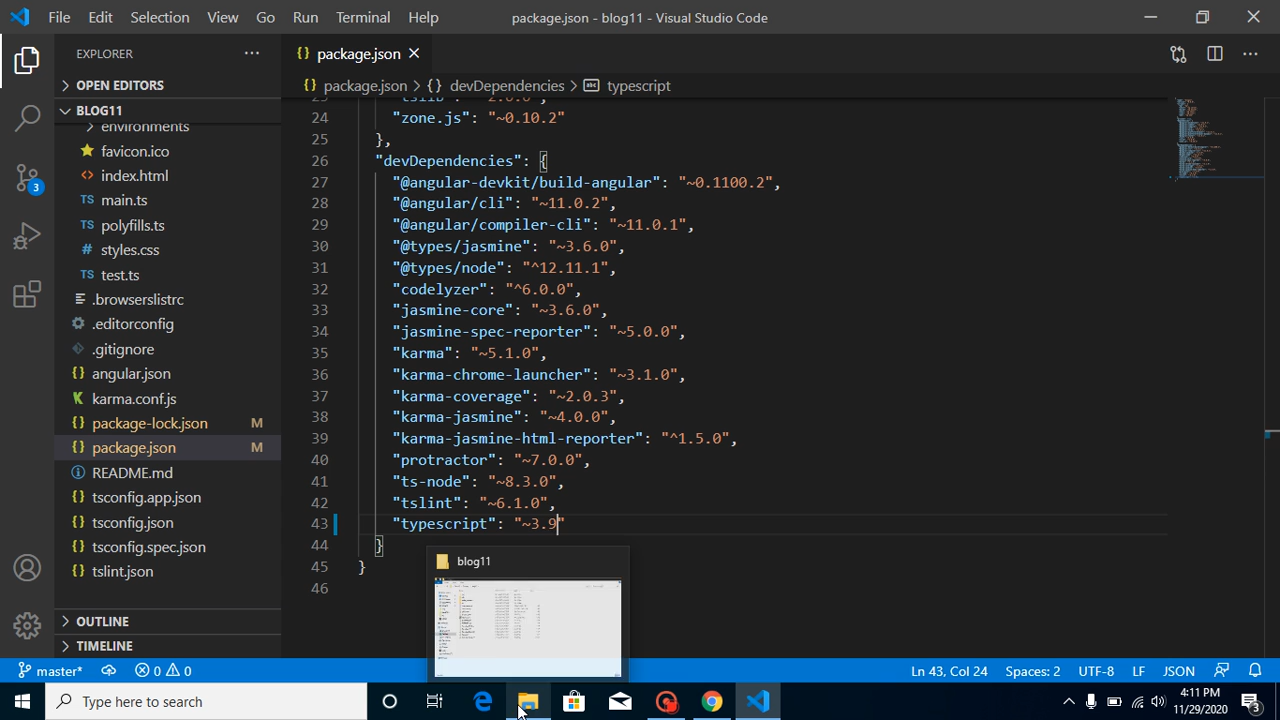 File Edit Selection View Go Run Terminal Help package.json - blog11 - Visual Studio Code
EXPLORER
OPEN EDITORS
BLOG11
environments
favicon.ico
index.html
main.ts
polyfills.ts
styles.css
test.ts
.browserslistrc
.editorconfig
.gitignore
angular.json
karma.conf.js
package-lock.json M
package.json M
README.md
tsconfig.app.json
tsconfig.json
tsconfig.spec.json
tslint.json
OUTLINE
TIMELINE
package.json
package.json > {} devDependencies > typescript
24 "zone.js": "~0.10.2"
25 },
26 "devDependencies": {
27 "@angular-devkit/build-angular": "~0.1100.2",
28 "@angular/cli": "~11.0.2",
29 "@angular/compiler-cli": "~11.0.1",
30 "@types/jasmine": "~3.6.0",
31 "@types/node": "^12.11.1",
32 "codelyzer": "^6.0.0",
33 "jasmine-core": "~3.6.0",
34 "jasmine-spec-reporter": "~5.0.0",
35 "karma": "~5.1.0",
36 "karma-chrome-launcher": "~3.1.0",
37 "karma-coverage": "~2.0.3",
38 "karma-jasmine": "~4.0.0",
39 "karma-jasmine-html-reporter": "^1.5.0",
40 "protractor": "~7.0.0",
41 "ts-node": "~8.3.0",
42 "tslint": "~6.1.0",
43 "typescript": "~3.9"
44 }
45 }
46
blog11
master* 0 0 Ln 43, Col 24 Spaces: 2 UTF-8 LF JSON
Type here to search
4:11 PM
11/29/2020
3
3